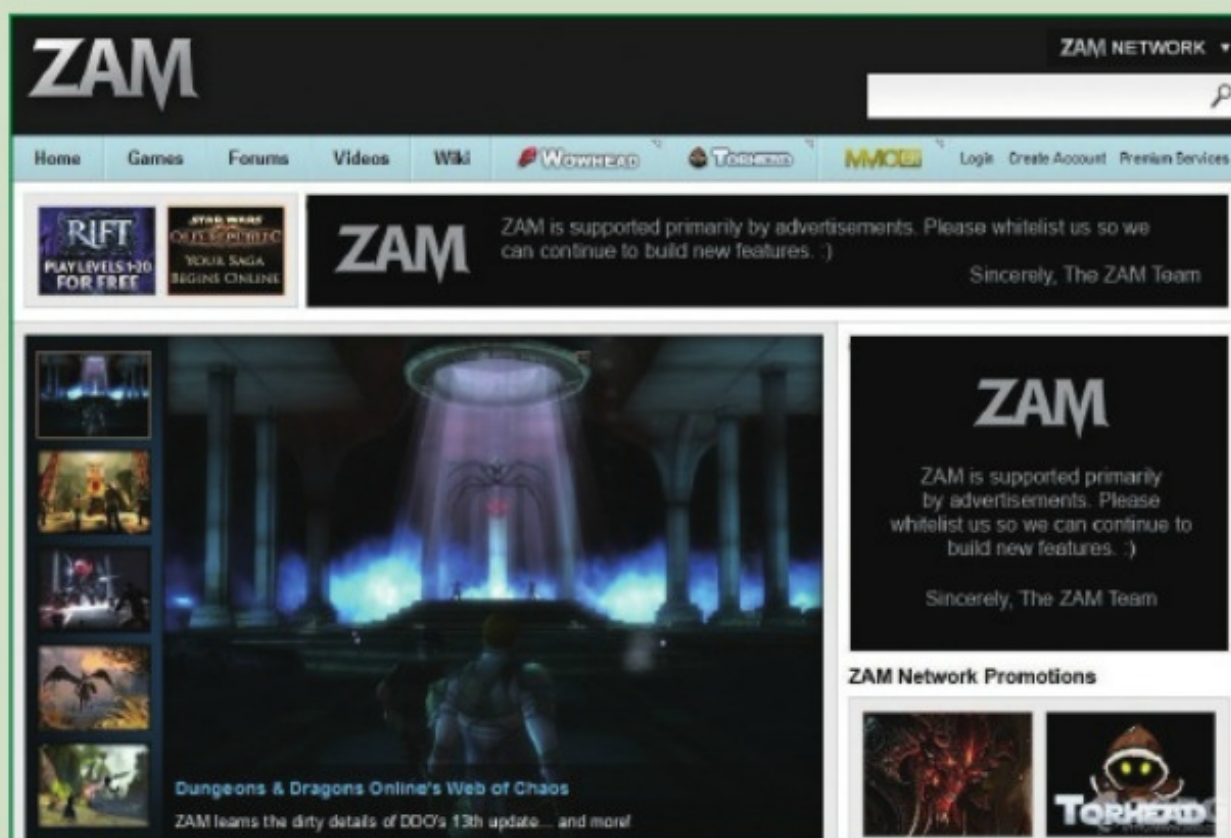 ZAM
ZAM NETWORK
Home Games Forums Videos Wiki WOWHEAD TORHEAD MMOUI Login Create Account Premium Services
RIFT
PLAY LEVELS 1-20
FOR FREE
STAR WARS
OLD REPUBLIC
YOUR SAGA
BEGINS ONLINE
ZAM
ZAM is supported primarily by advertisements. Please whitelist us so we
can continue to build new features. :)
Sincerely, The ZAM Team
ZAM
ZAM is supported primarily
by advertisements. Please
whitelist us so we can continue to
build new features. :)
Sincerely, The ZAM Team
ZAM Network Promotions
Dungeons & Dragons Online's Web of Chaos
ZAM learns the dirty details of DDO's 13th update... and more!
TORHEAD